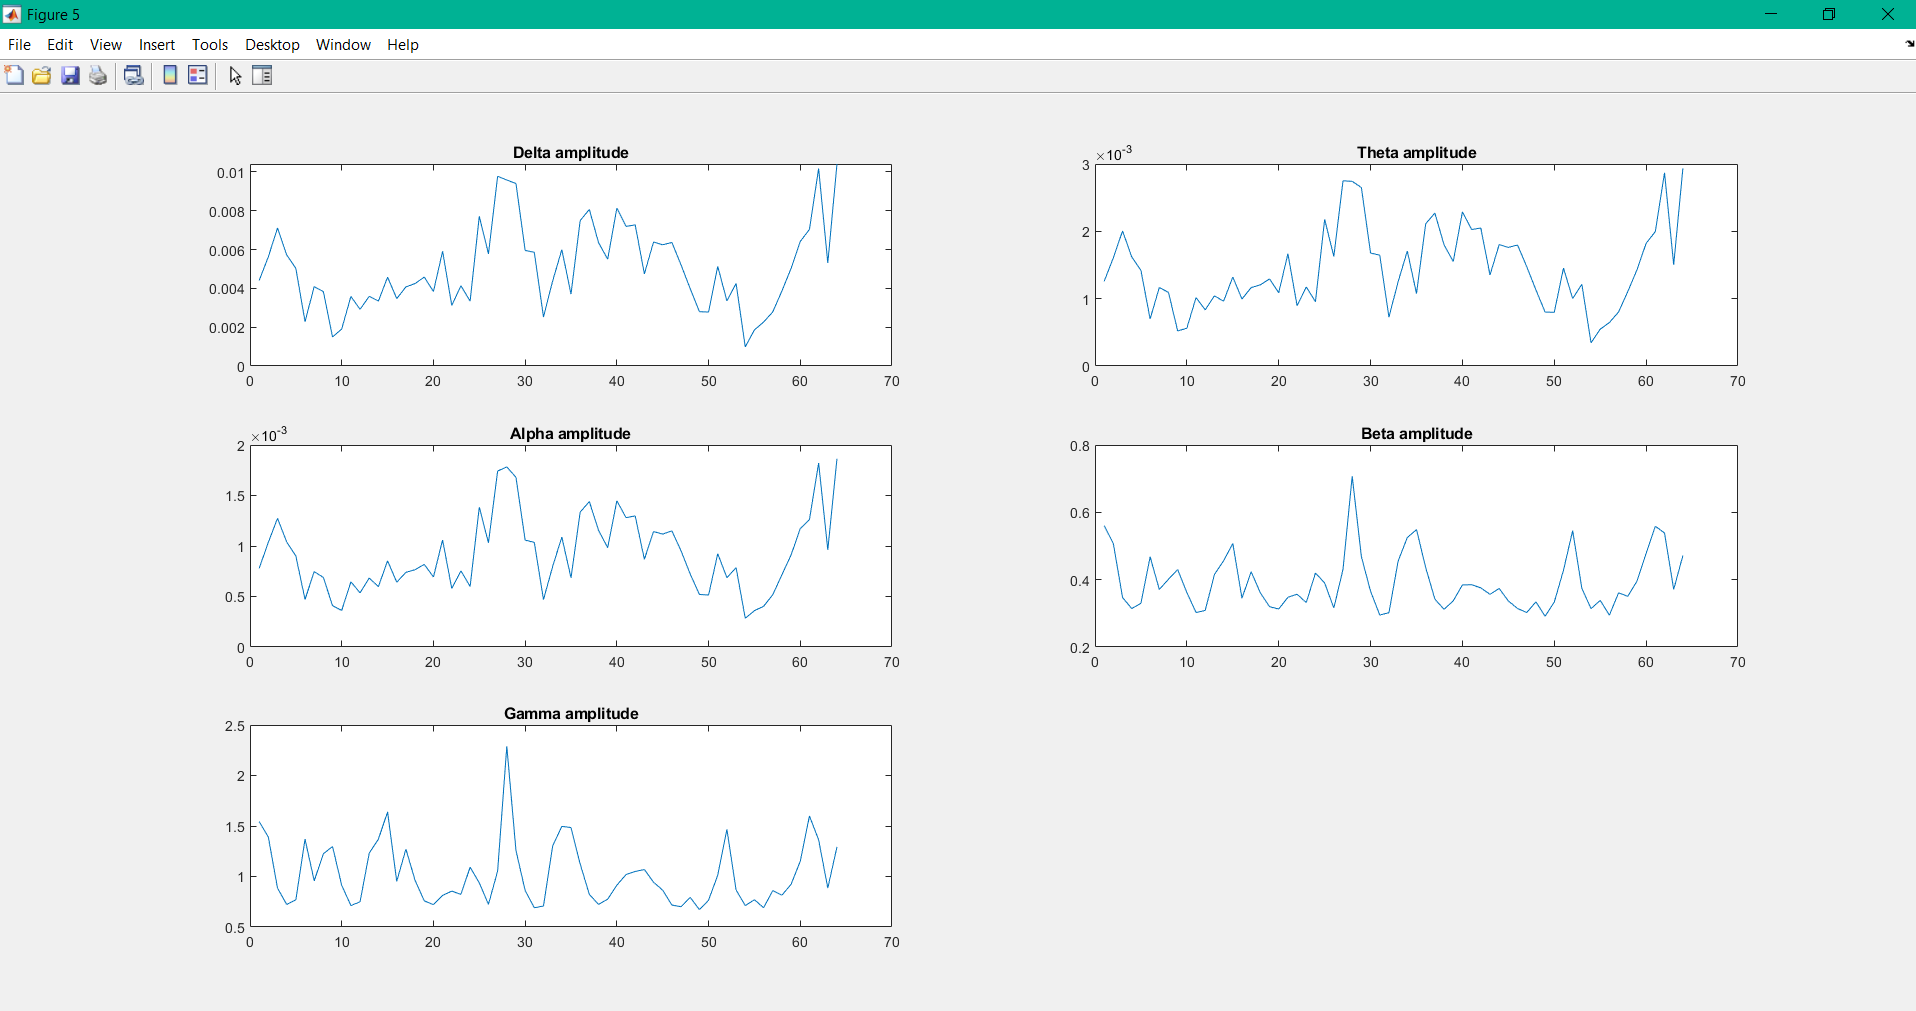 Figure 5
File Edit View Insert Tools Desktop Window Help
Delta amplitude
0.01
0.008
0.006
0.004
0.002
0
0 10 20 30 40 50 60 70
Theta amplitude
×10-3
3
2
1
0
0 10 20 30 40 50 60 70
Alpha amplitude
×10-3
2
1.5
1
0.5
0
0 10 20 30 40 50 60 70
Beta amplitude
0.8
0.6
0.4
0.2
0 10 20 30 40 50 60 70
Gamma amplitude
2.5
2
1.5
1
0.5
0 10 20 30 40 50 60 70